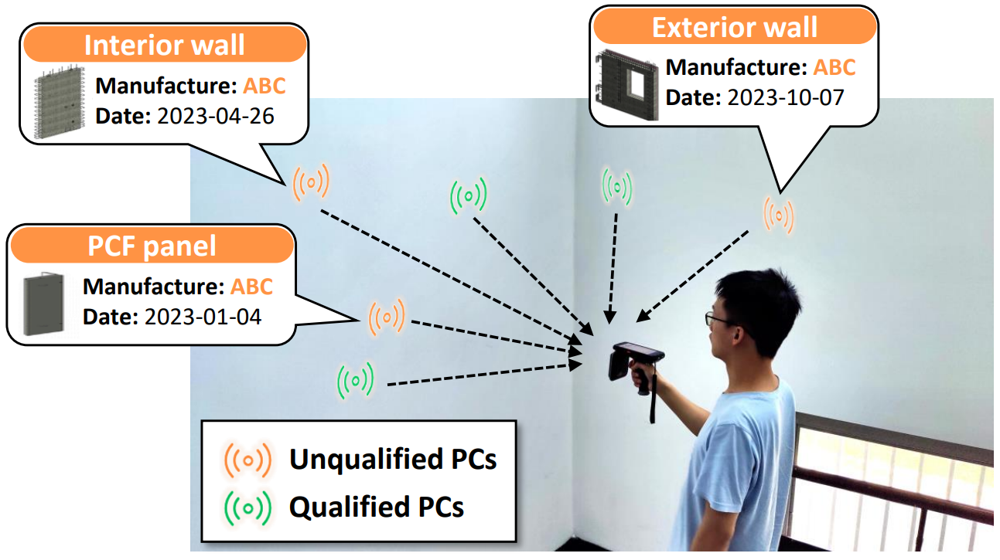 Interior wall
Manufacture: ABC
Date: 2023-04-26
Exterior wall
Manufacture: ABC
Date: 2023-10-07
PCF panel
Manufacture: ABC
Date: 2023-01-04
Unqualified PCs
Qualified PCs